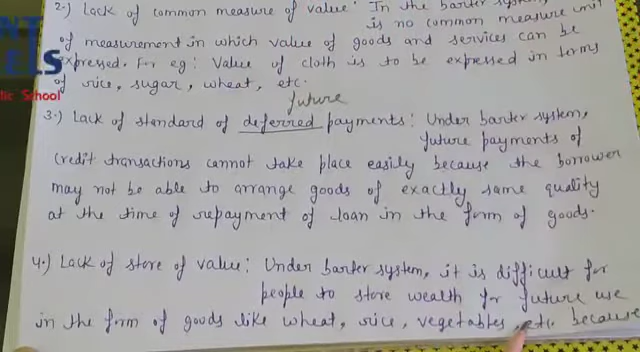 2.) Lack of common measure of value: In the barter system,
is no common measure unit
of measurement in which value of goods and services can be
expressed. For eg: Value of cloth is to be expressed in terms
of rice, sugar, wheat, etc.
future
3.) Lack of standard of deferred payments: Under barter system,
future payments of
credit transactions cannot take place easily because the borrower
may not be able to arrange goods of exactly same quality
at the time of repayment of loan in the form of goods.
4.) Lack of store of value: Under barter system, it is difficult for
people to store wealth for future use
in the form of goods like wheat, rice, vegetables, etc. because
NT
ELS
School